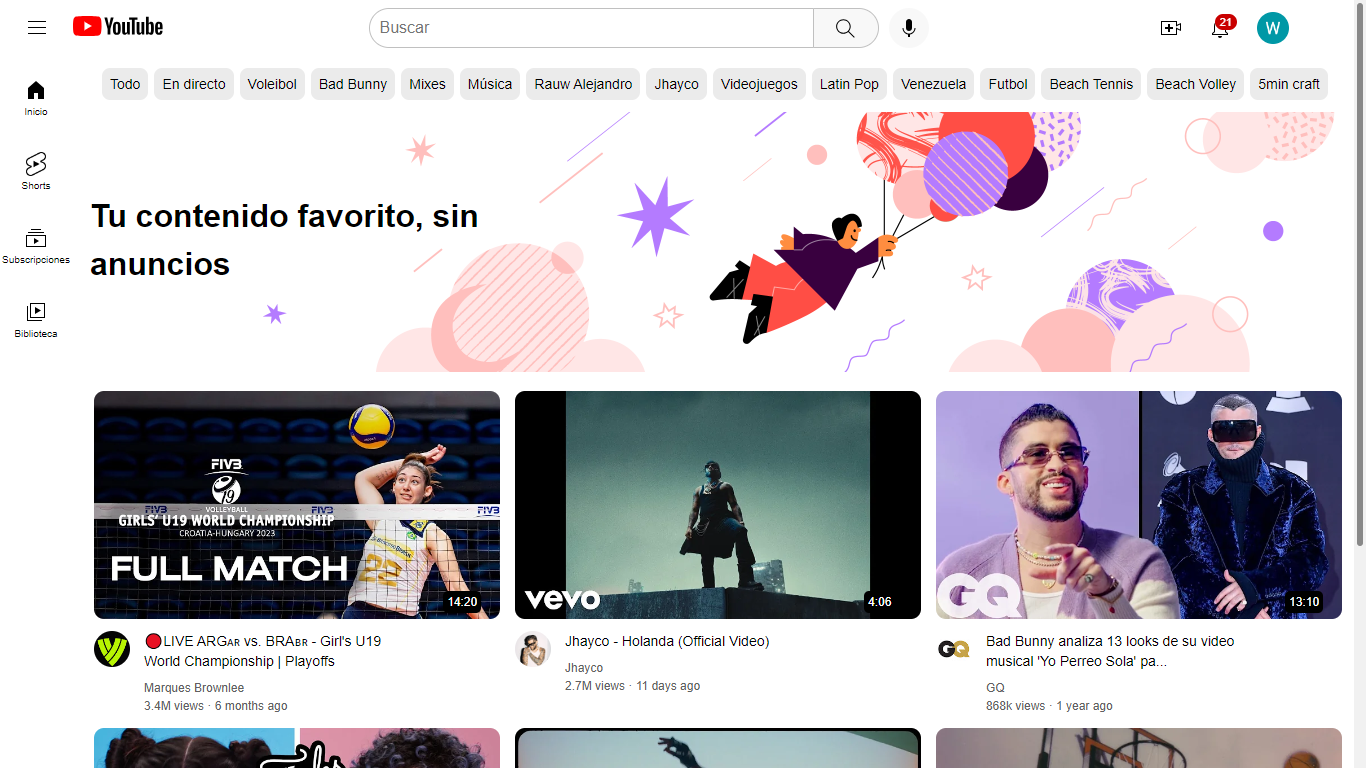 YouTube
Buscar
21
W
Todo
En directo
Voleibol
Bad Bunny
Mixes
Música
Rauw Alejandro
Jhayco
Videojuegos
Latin Pop
Venezuela
Futbol
Beach Tennis
Beach Volley
5min craft
Inicio
Shorts
Subscripciones
Biblioteca
Tu contenido favorito, sin
anuncios
FIVB
19
VOLLEYBALL
GIRLS' U19 WORLD CHAMPIONSHIP
CROATIA-HUNGARY 2023
FULL MATCH
14:20
vevo
4:06
GQ
13:10
🔴LIVE ARGᴀʀ vs. BRAʙʀ - Girl's U19
World Championship | Playoffs
Marques Brownlee
3.4M views · 6 months ago
Jhayco - Holanda (Official Video)
Jhayco
2.7M views · 11 days ago
GQ
Bad Bunny analiza 13 looks de su video
musical 'Yo Perreo Sola' pa...
GQ
868k views · 1 year ago